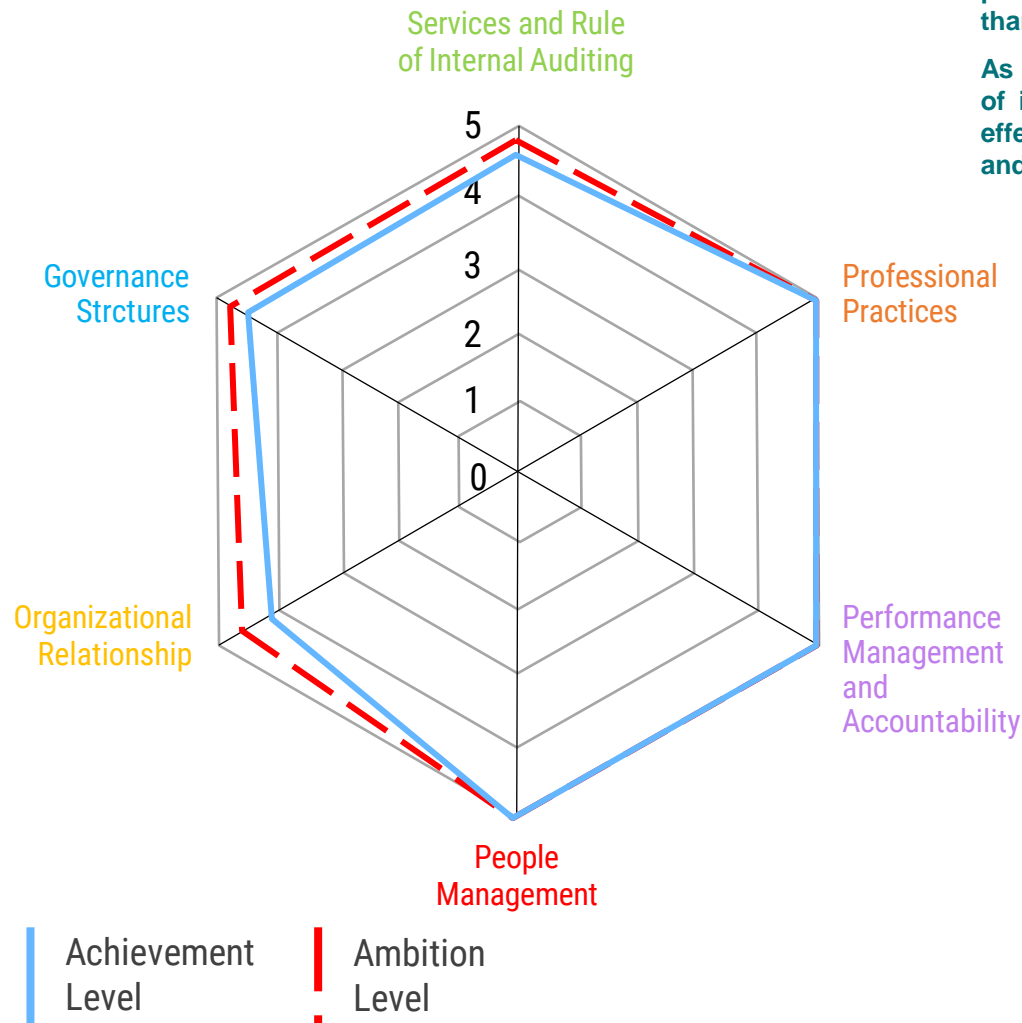 Services and Rule
of Internal Auditing
tha
As
of i
effe
and
5
4
3
2
1
0
Governance
Strctures
Professional
Practices
Organizational
Relationship
Performance
Management
and
Accountability
People
Management
Achievement
Level
Ambition
Level